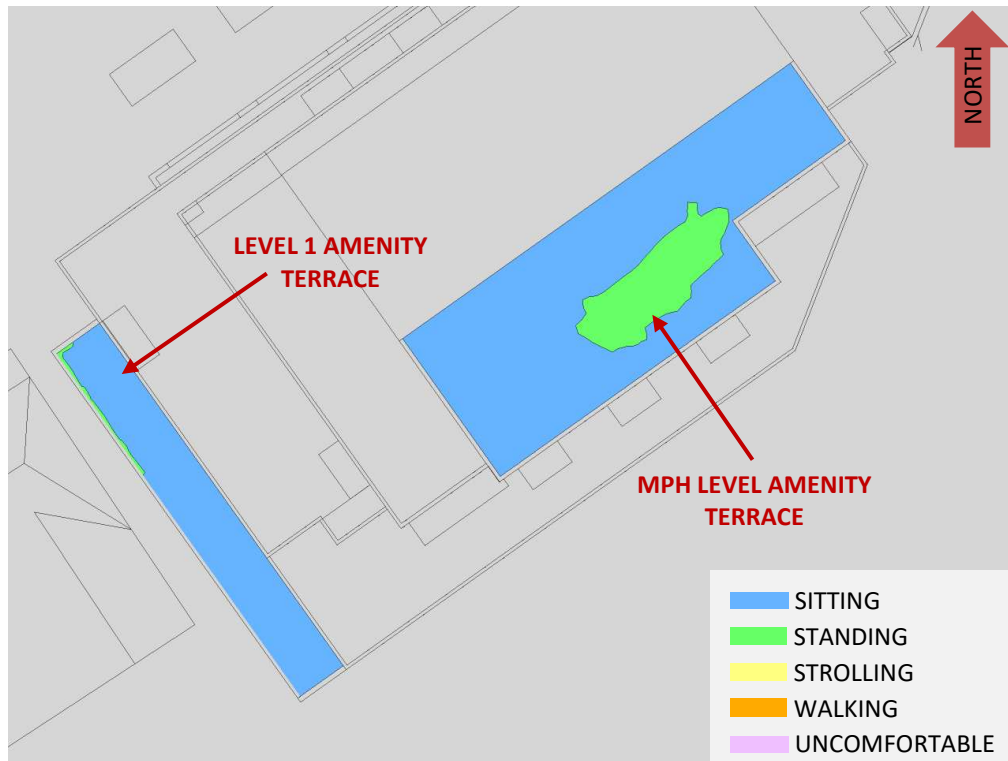 NORTH
LEVEL 1 AMENITY
TERRACE
MPH LEVEL AMENITY
TERRACE
SITTING
STANDING
STROLLING
WALKING
UNCOMFORTABLE